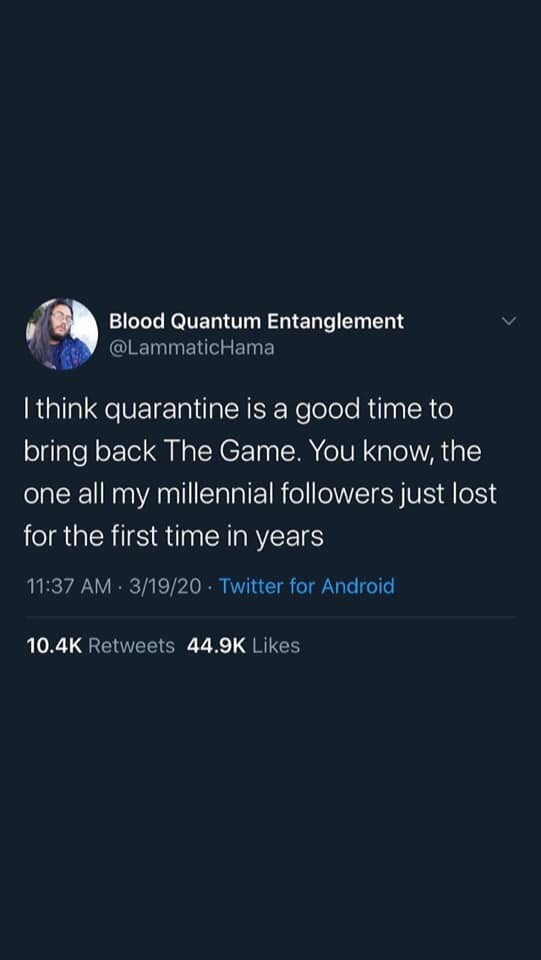 Blood Quantum Entanglement
@LammaticHama
I think quarantine is a good time to
bring back The Game. You know, the
one all my millennial followers just lost
for the first time in years
11:37 AM · 3/19/20 · Twitter for Android
10.4K Retweets 44.9K Likes